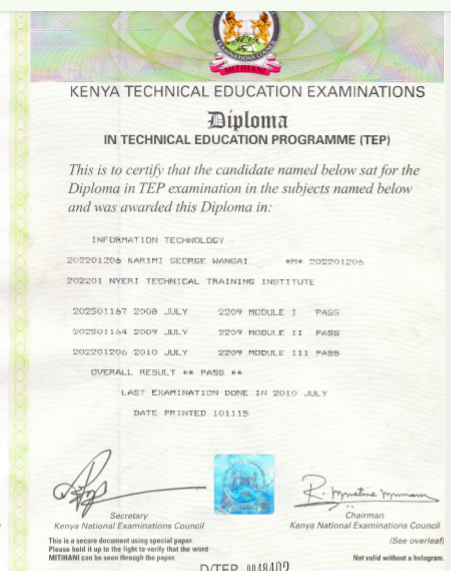 MITIHANI
KENYA TECHNICAL EDUCATION EXAMINATIONS
Diploma
IN TECHNICAL EDUCATION PROGRAMME (TEP)
This is to certify that the candidate named below sat for the
Diploma in TEP examination in the subjects named below
and was awarded this Diploma in:
INFORMATION TECHNOLOGY
202201206 KARIMI GEORGE WANGAI *M* 202201206
202201 NYERI TECHNICAL TRAINING INSTITUTE
202501167 2008 JULY 2209 MODULE I PASS
202501164 2009 JULY 2209 MODULE II PASS
202201206 2010 JULY 2209 MODULE III PASS
OVERALL RESULT ** PASS **
LAST EXAMINATION DONE IN 2010 JULY
DATE PRINTED 101115
Secretary
Kenya National Examinations Council
Chairman
Kenya National Examinations Council
This is a secure document using special paper.
Please hold it up to the light to verify that the word
MITIHANI can be seen through the paper.
(See overleaf)
Not valid without a hologram.
D/TEP 0048402